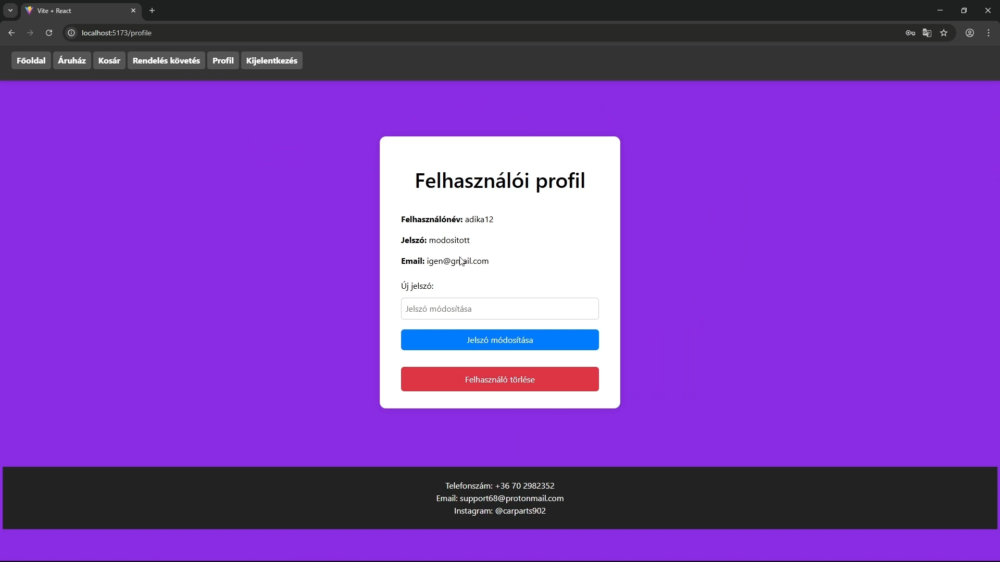 Vite + React
localhost:5173/profile
Főoldal Áruház Kosár Rendelés követés Profil Kijelentkezés
Felhasználói profil
Felhasználónév: adika12
Jelszó: modositott
Email: igen@gmail.com
Új jelszó:
Jelszó módosítása
Jelszó módosítása
Felhasználó törlése
Telefonszám: +36 70 2982352
Email: support68@protonmail.com
Instagram: @carparts902